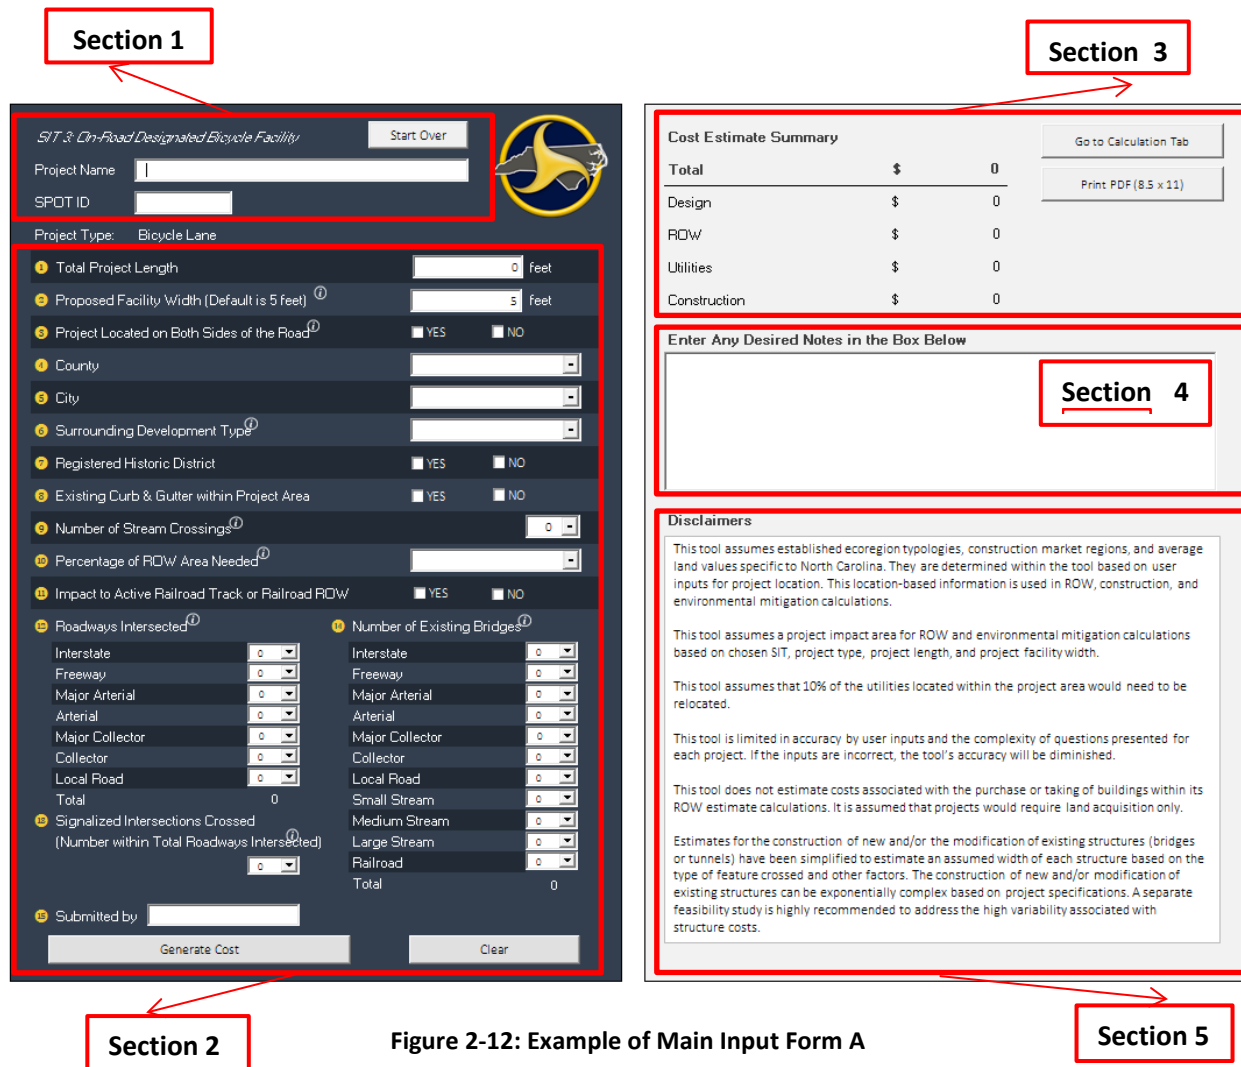 Section 1
Section 3
SIT 3: On-Road Designated Bicycle Facility
Start Over
Project Name
SPOT ID
Project Type: Bicycle Lane
1 Total Project Length 0 feet
2 Proposed Facility Width (Default is 5 feet) i 5 feet
3 Project Located on Both Sides of the Road i YES NO
4 County
5 City
6 Surrounding Development Type i
7 Registered Historic District YES NO
8 Existing Curb & Gutter within Project Area YES NO
9 Number of Stream Crossings i 0
10 Percentage of ROW Area Needed i
11 Impact to Active Railroad Track or Railroad ROW YES NO
12 Roadways Intersected i
Interstate 0
Freeway 0
Major Arterial 0
Arterial 0
Major Collector 0
Collector 0
Local Road 0
Total 0
13 Signalized Intersections Crossed
(Number within Total Roadways Intersected) i
0
14 Number of Existing Bridges i
Interstate 0
Freeway 0
Major Arterial 0
Arterial 0
Major Collector 0
Collector 0
Local Road 0
Small Stream 0
Medium Stream 0
Large Stream 0
Railroad 0
Total 0
15 Submitted by
Generate Cost
Clear
Cost Estimate Summary
Go to Calculation Tab
Total $ 0
Print PDF (8.5 x 11)
Design $ 0
ROW $ 0
Utilities $ 0
Construction $ 0
Enter Any Desired Notes in the Box Below
Section 4
Disclaimers
This tool assumes established ecoregion typologies, construction market regions, and average
land values specific to North Carolina. They are determined within the tool based on user
inputs for project location. This location-based information is used in ROW, construction, and
environmental mitigation calculations.
This tool assumes a project impact area for ROW and environmental mitigation calculations
based on chosen SIT, project type, project length, and project facility width.
This tool assumes that 10% of the utilities located within the project area would need to be
relocated.
This tool is limited in accuracy by user inputs and the complexity of questions presented for
each project. If the inputs are incorrect, the tool's accuracy will be diminished.
This tool does not estimate costs associated with the purchase or taking of buildings within its
ROW estimate calculations. It is assumed that projects would require land acquisition only.
Estimates for the construction of new and/or the modification of existing structures (bridges
or tunnels) have been simplified to estimate an assumed width of each structure based on the
type of feature crossed and other factors. The construction of new and/or modification of
existing structures can be exponentially complex based on project specifications. A separate
feasibility study is highly recommended to address the high variability associated with
structure costs.
Section 2
Figure 2-12: Example of Main Input Form A
Section 5